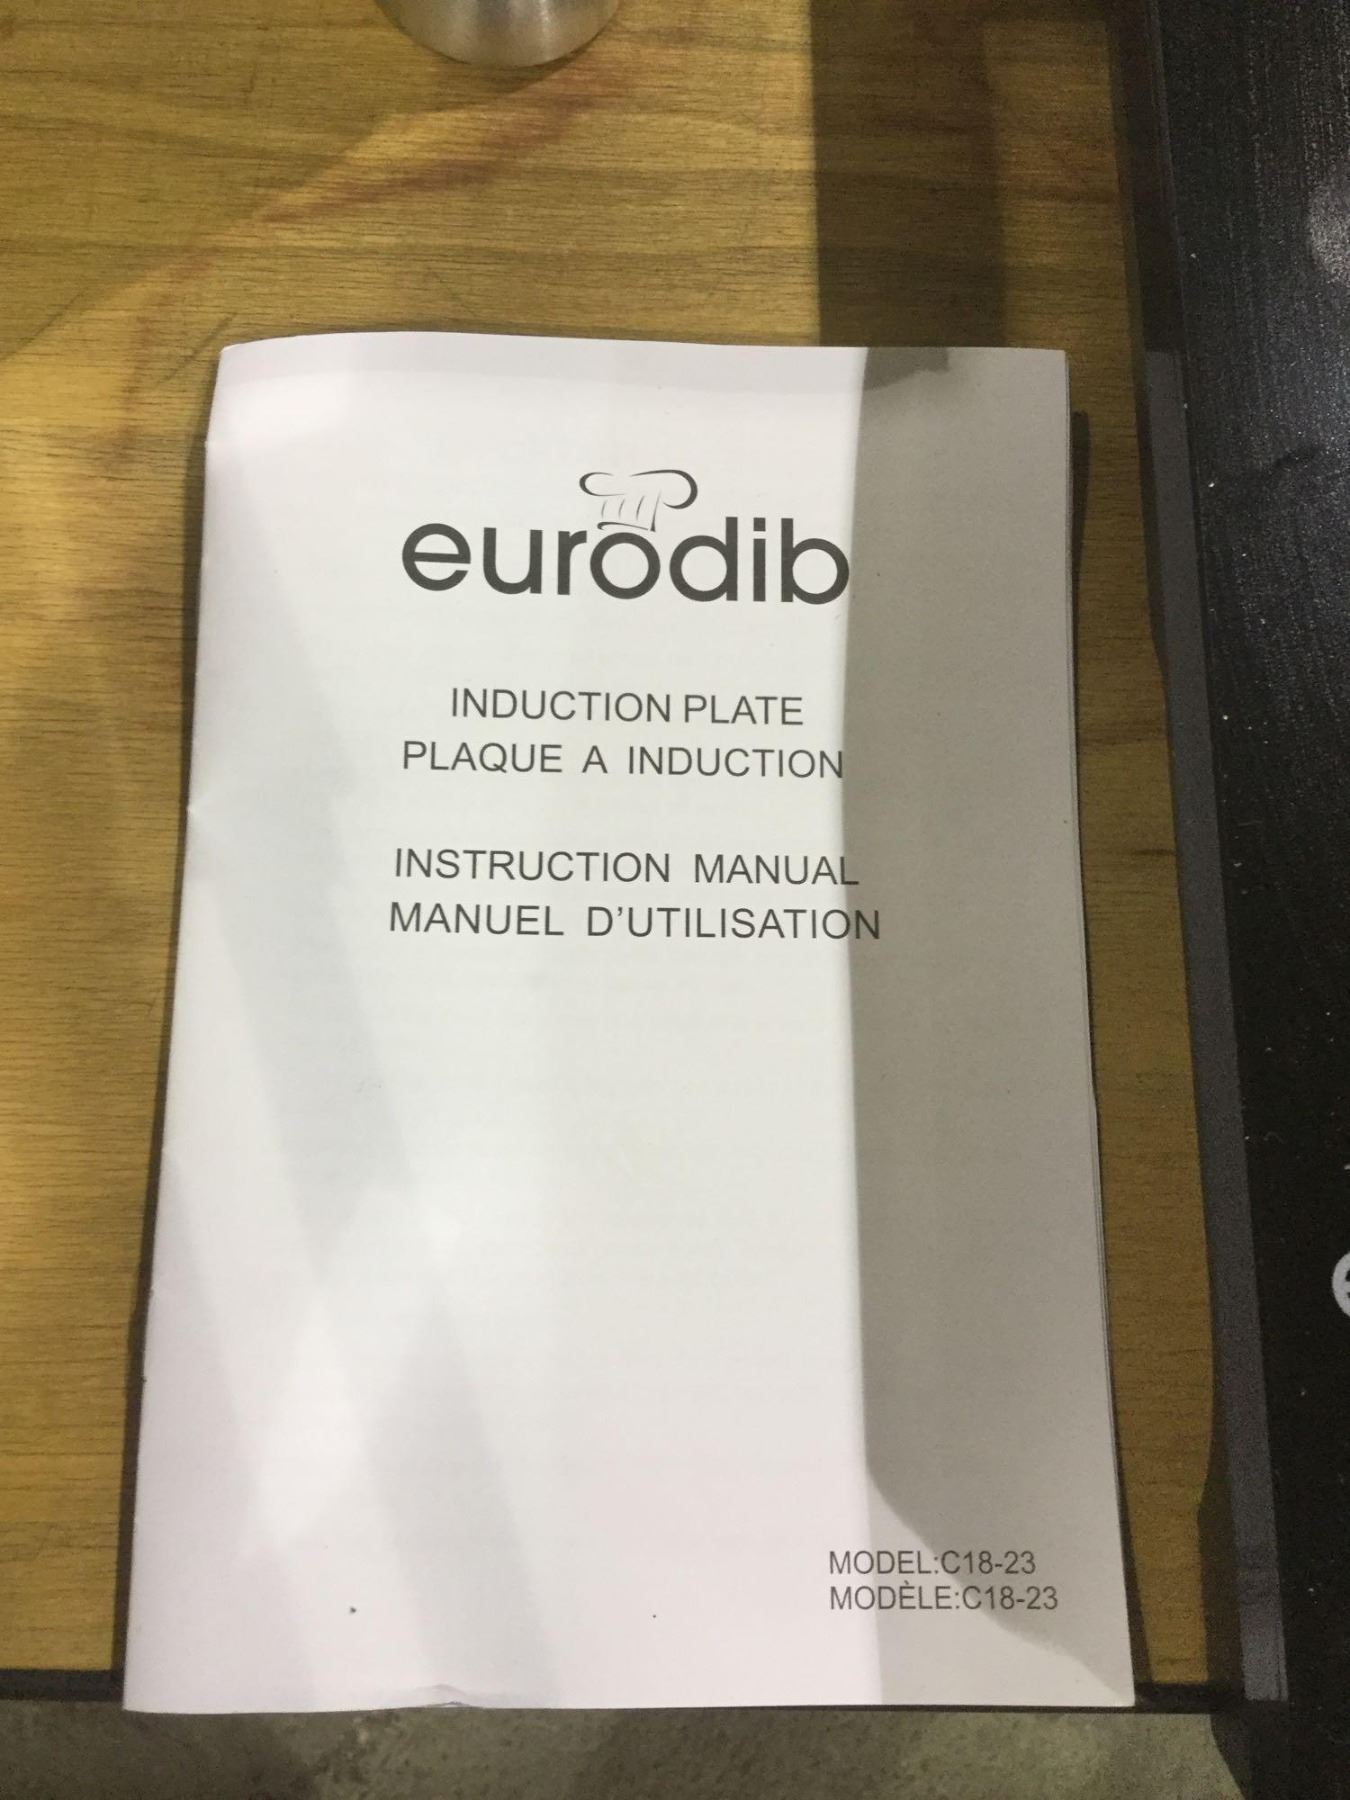 eurodib
INDUCTION PLATE
PLAQUE A INDUCTION
INSTRUCTION MANUAL
MANUEL D'UTILISATION
MODEL:C18-23
MODÈLE:C18-23